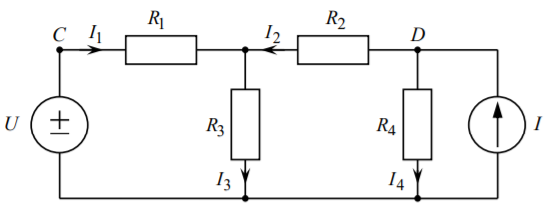 C I₁ R₁ I₂ R₂ D
U ± R₃ R₄ I
I₃ I₄